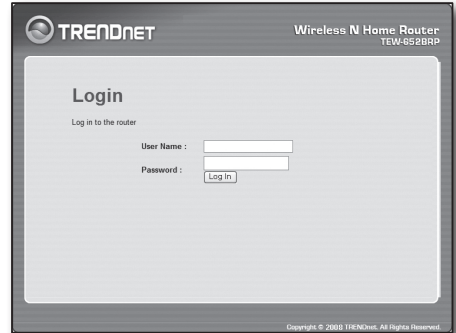 TRENDNET
Wireless N Home Router
TEW-652BRP
Login
Log in to the router
User Name :
Password :
Log In
Copyright © 2008 TRENDnet. All Rights Reserved.